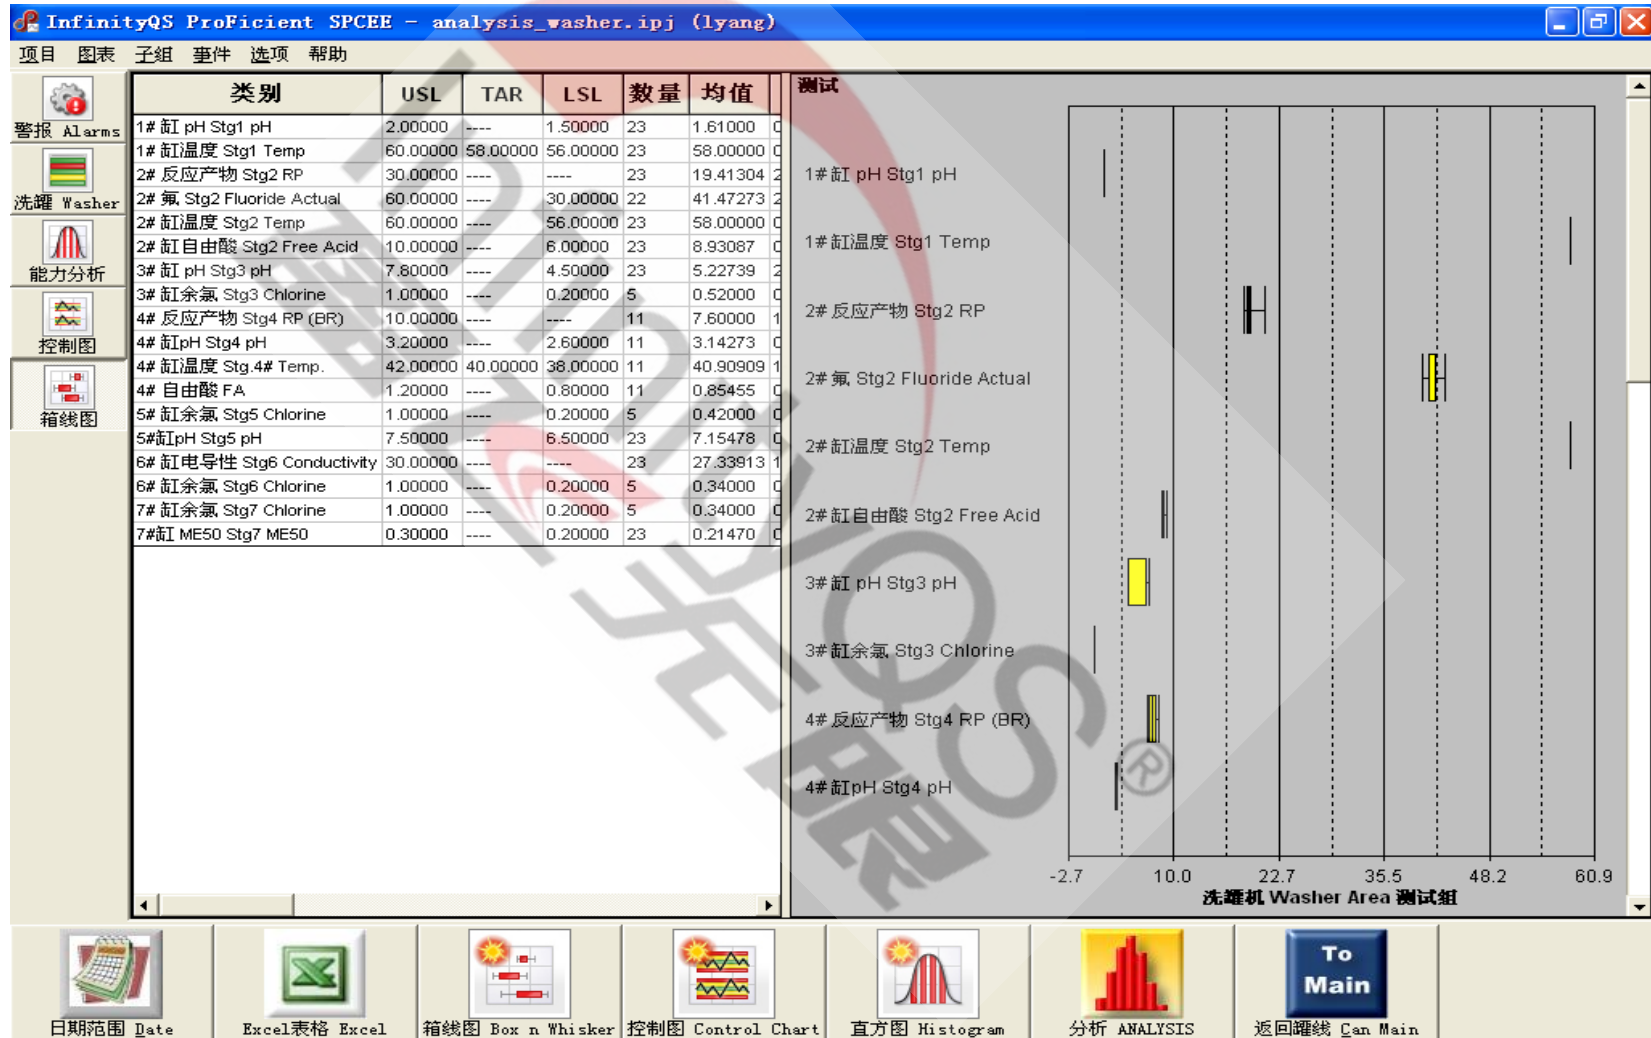 InfinityQS ProFicient SPCEE - analysis_washer.ipj (lyang)
项目 图表 子组 事件 选项 帮助
警报 Alarms
洗罐 Washer
能力分析
控制图
箱线图
类别 USL TAR LSL 数量 均值
1# 缸 pH Stg1 pH 2.00000 ---- 1.50000 23 1.61000
1# 缸温度 Stg1 Temp 60.00000 58.00000 56.00000 23 58.00000
2# 反应产物 Stg2 RP 30.00000 ---- ---- 23 19.41304
2# 氟 Stg2 Fluoride Actual 60.00000 ---- 30.00000 22 41.47273
2# 缸温度 Stg2 Temp 60.00000 ---- 56.00000 23 58.00000
2# 缸自由酸 Stg2 Free Acid 10.00000 ---- 6.00000 23 8.93087
3# 缸 pH Stg3 pH 7.80000 ---- 4.50000 23 5.22739
3# 缸余氯 Stg3 Chlorine 1.00000 ---- 0.20000 5 0.52000
4# 反应产物 Stg4 RP (BR) 10.00000 ---- ---- 11 7.60000
4# 缸pH Stg4 pH 3.20000 ---- 2.60000 11 3.14273
4# 缸温度 Stg.4# Temp. 42.00000 40.00000 38.00000 11 40.90909
4# 自由酸 FA 1.20000 ---- 0.80000 11 0.85455
5# 缸余氯 Stg5 Chlorine 1.00000 ---- 0.20000 5 0.42000
5#缸pH Stg5 pH 7.50000 ---- 6.50000 23 7.15478
6# 缸电导性 Stg6 Conductivity 30.00000 ---- ---- 23 27.33913
6# 缸余氯 Stg6 Chlorine 1.00000 ---- 0.20000 5 0.34000
7# 缸余氯 Stg7 Chlorine 1.00000 ---- 0.20000 5 0.34000
7#缸 ME50 Stg7 ME50 0.30000 ---- 0.20000 23 0.21470
测试
1# 缸 pH Stg1 pH
1# 缸温度 Stg1 Temp
2# 反应产物 Stg2 RP
2# 氟 Stg2 Fluoride Actual
2# 缸温度 Stg2 Temp
2# 缸自由酸 Stg2 Free Acid
3# 缸 pH Stg3 pH
3# 缸余氯 Stg3 Chlorine
4# 反应产物 Stg4 RP (BR)
4# 缸pH Stg4 pH
-2.7 10.0 22.7 35.5 48.2 60.9
洗罐机 Washer Area 测试组
InfinityQS®
To Main
日期范围 Date
Excel表格 Excel
箱线图 Box n Whisker
控制图 Control Chart
直方图 Histogram
分析 ANALYSIS
返回罐线 Can Main